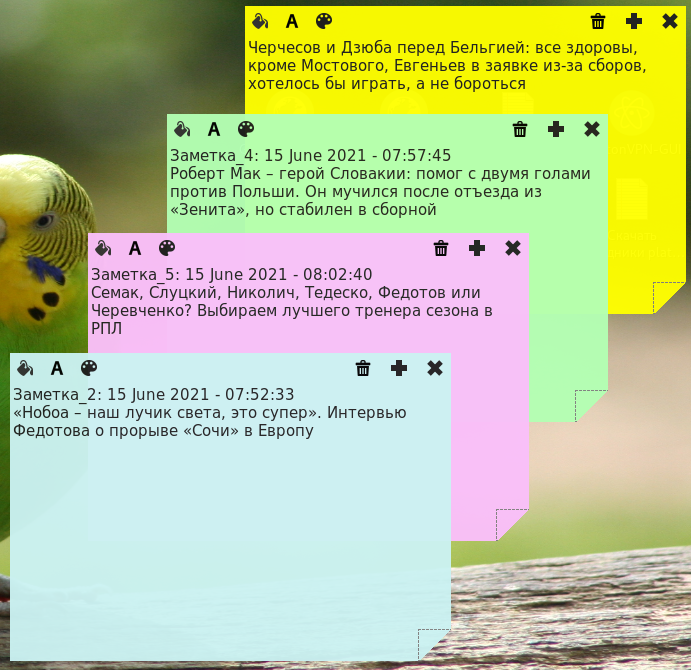 Черчесов и Дзюба перед Бельгией: все здоровы,
кроме Мостового, Евгеньев в заявке из-за сборов,
хотелось бы играть, а не бороться
Заметка_4: 15 June 2021 - 07:57:45
Роберт Мак – герой Словакии: помог с двумя голами
против Польши. Он мучился после отъезда из
«Зенита», но стабилен в сборной
Заметка_5: 15 June 2021 - 08:02:40
Семак, Слуцкий, Николич, Тедеско, Федотов или
Черевченко? Выбираем лучшего тренера сезона в
РПЛ
Заметка_2: 15 June 2021 - 07:52:33
«Нобоа – наш лучик света, это супер». Интервью
Федотова о прорыве «Сочи» в Европу